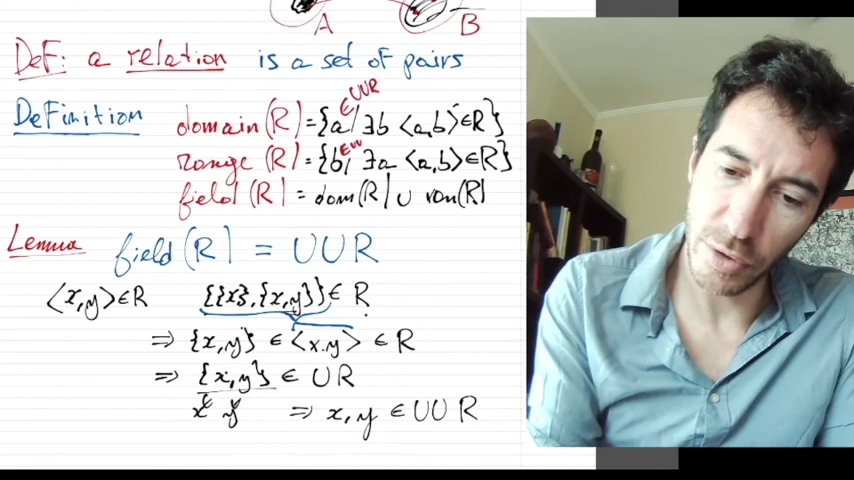 A B
Def: a relation is a set of pairs
∈ ∪∪R
Definition domain (R) = {a | ∃b <a,b> ∈ R}
∈ ∪∪
range (R) = {b | ∃a <a,b> ∈ R}
field (R) = dom(R) ∪ ran(R)
Lemma field (R) = ∪∪R
<x,y> ∈ R {{x},{x,y}} ∈ R
⇒ {x,y} ∈ <x.y> ∈ R
⇒ {x,y} ∈ ∪R
x y ⇒ x,y ∈ ∪∪R